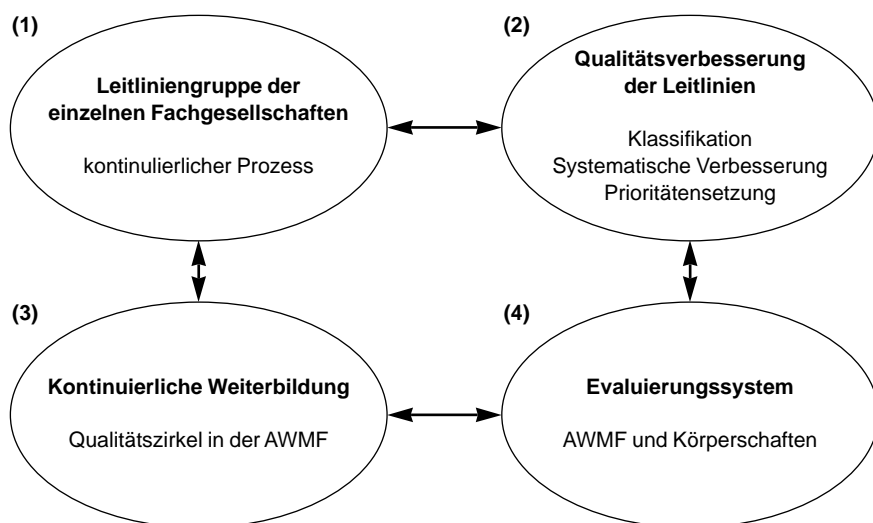 (1)
Leitliniengruppe der
einzelnen Fachgesellschaften
kontinulierlicher Prozess
(2)
Qualitätsverbesserung
der Leitlinien
Klassifikation
Systematische Verbesserung
Prioritätensetzung
(3)
Kontinuierliche Weiterbildung
Qualitätszirkel in der AWMF
(4)
Evaluierungssystem
AWMF und Körperschaften